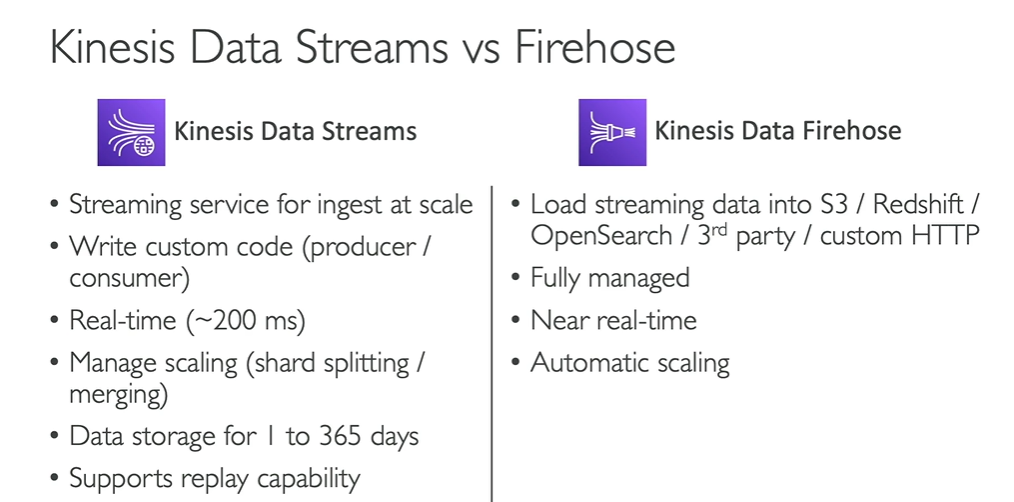 Kinesis Data Streams vs Firehose
Kinesis Data Streams
• Streaming service for ingest at scale
• Write custom code (producer /
consumer)
• Real-time (~200 ms)
• Manage scaling (shard splitting /
merging)
• Data storage for 1 to 365 days
• Supports replay capability
Kinesis Data Firehose
• Load streaming data into S3 / Redshift /
OpenSearch / 3rd party / custom HTTP
• Fully managed
• Near real-time
• Automatic scaling